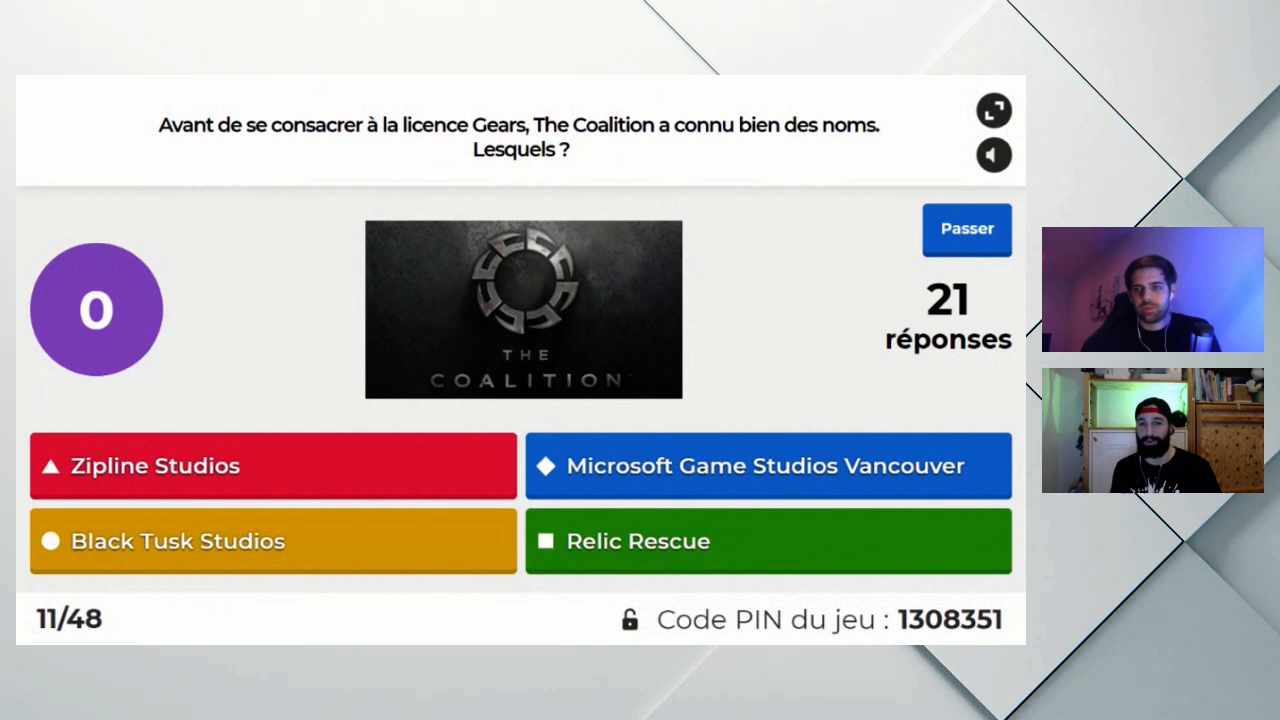 Avant de se consacrer à la licence Gears, The Coalition a connu bien des noms.
Lesquels ?
Passer
0
21
réponses
THE
COALITION
Zipline Studios
Microsoft Game Studios Vancouver
Black Tusk Studios
Relic Rescue
11/48
Code PIN du jeu : 1308351